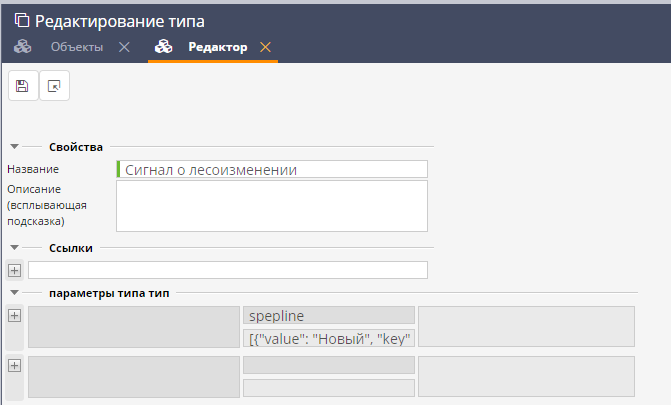 Редактирование типа
Объекты
Редактор
Свойства
Название
Сигнал о лесоизменении
Описание
(всплывающая
подсказка)
Ссылки
параметры типа тип
spepline
[{"value": "Новый", "key"